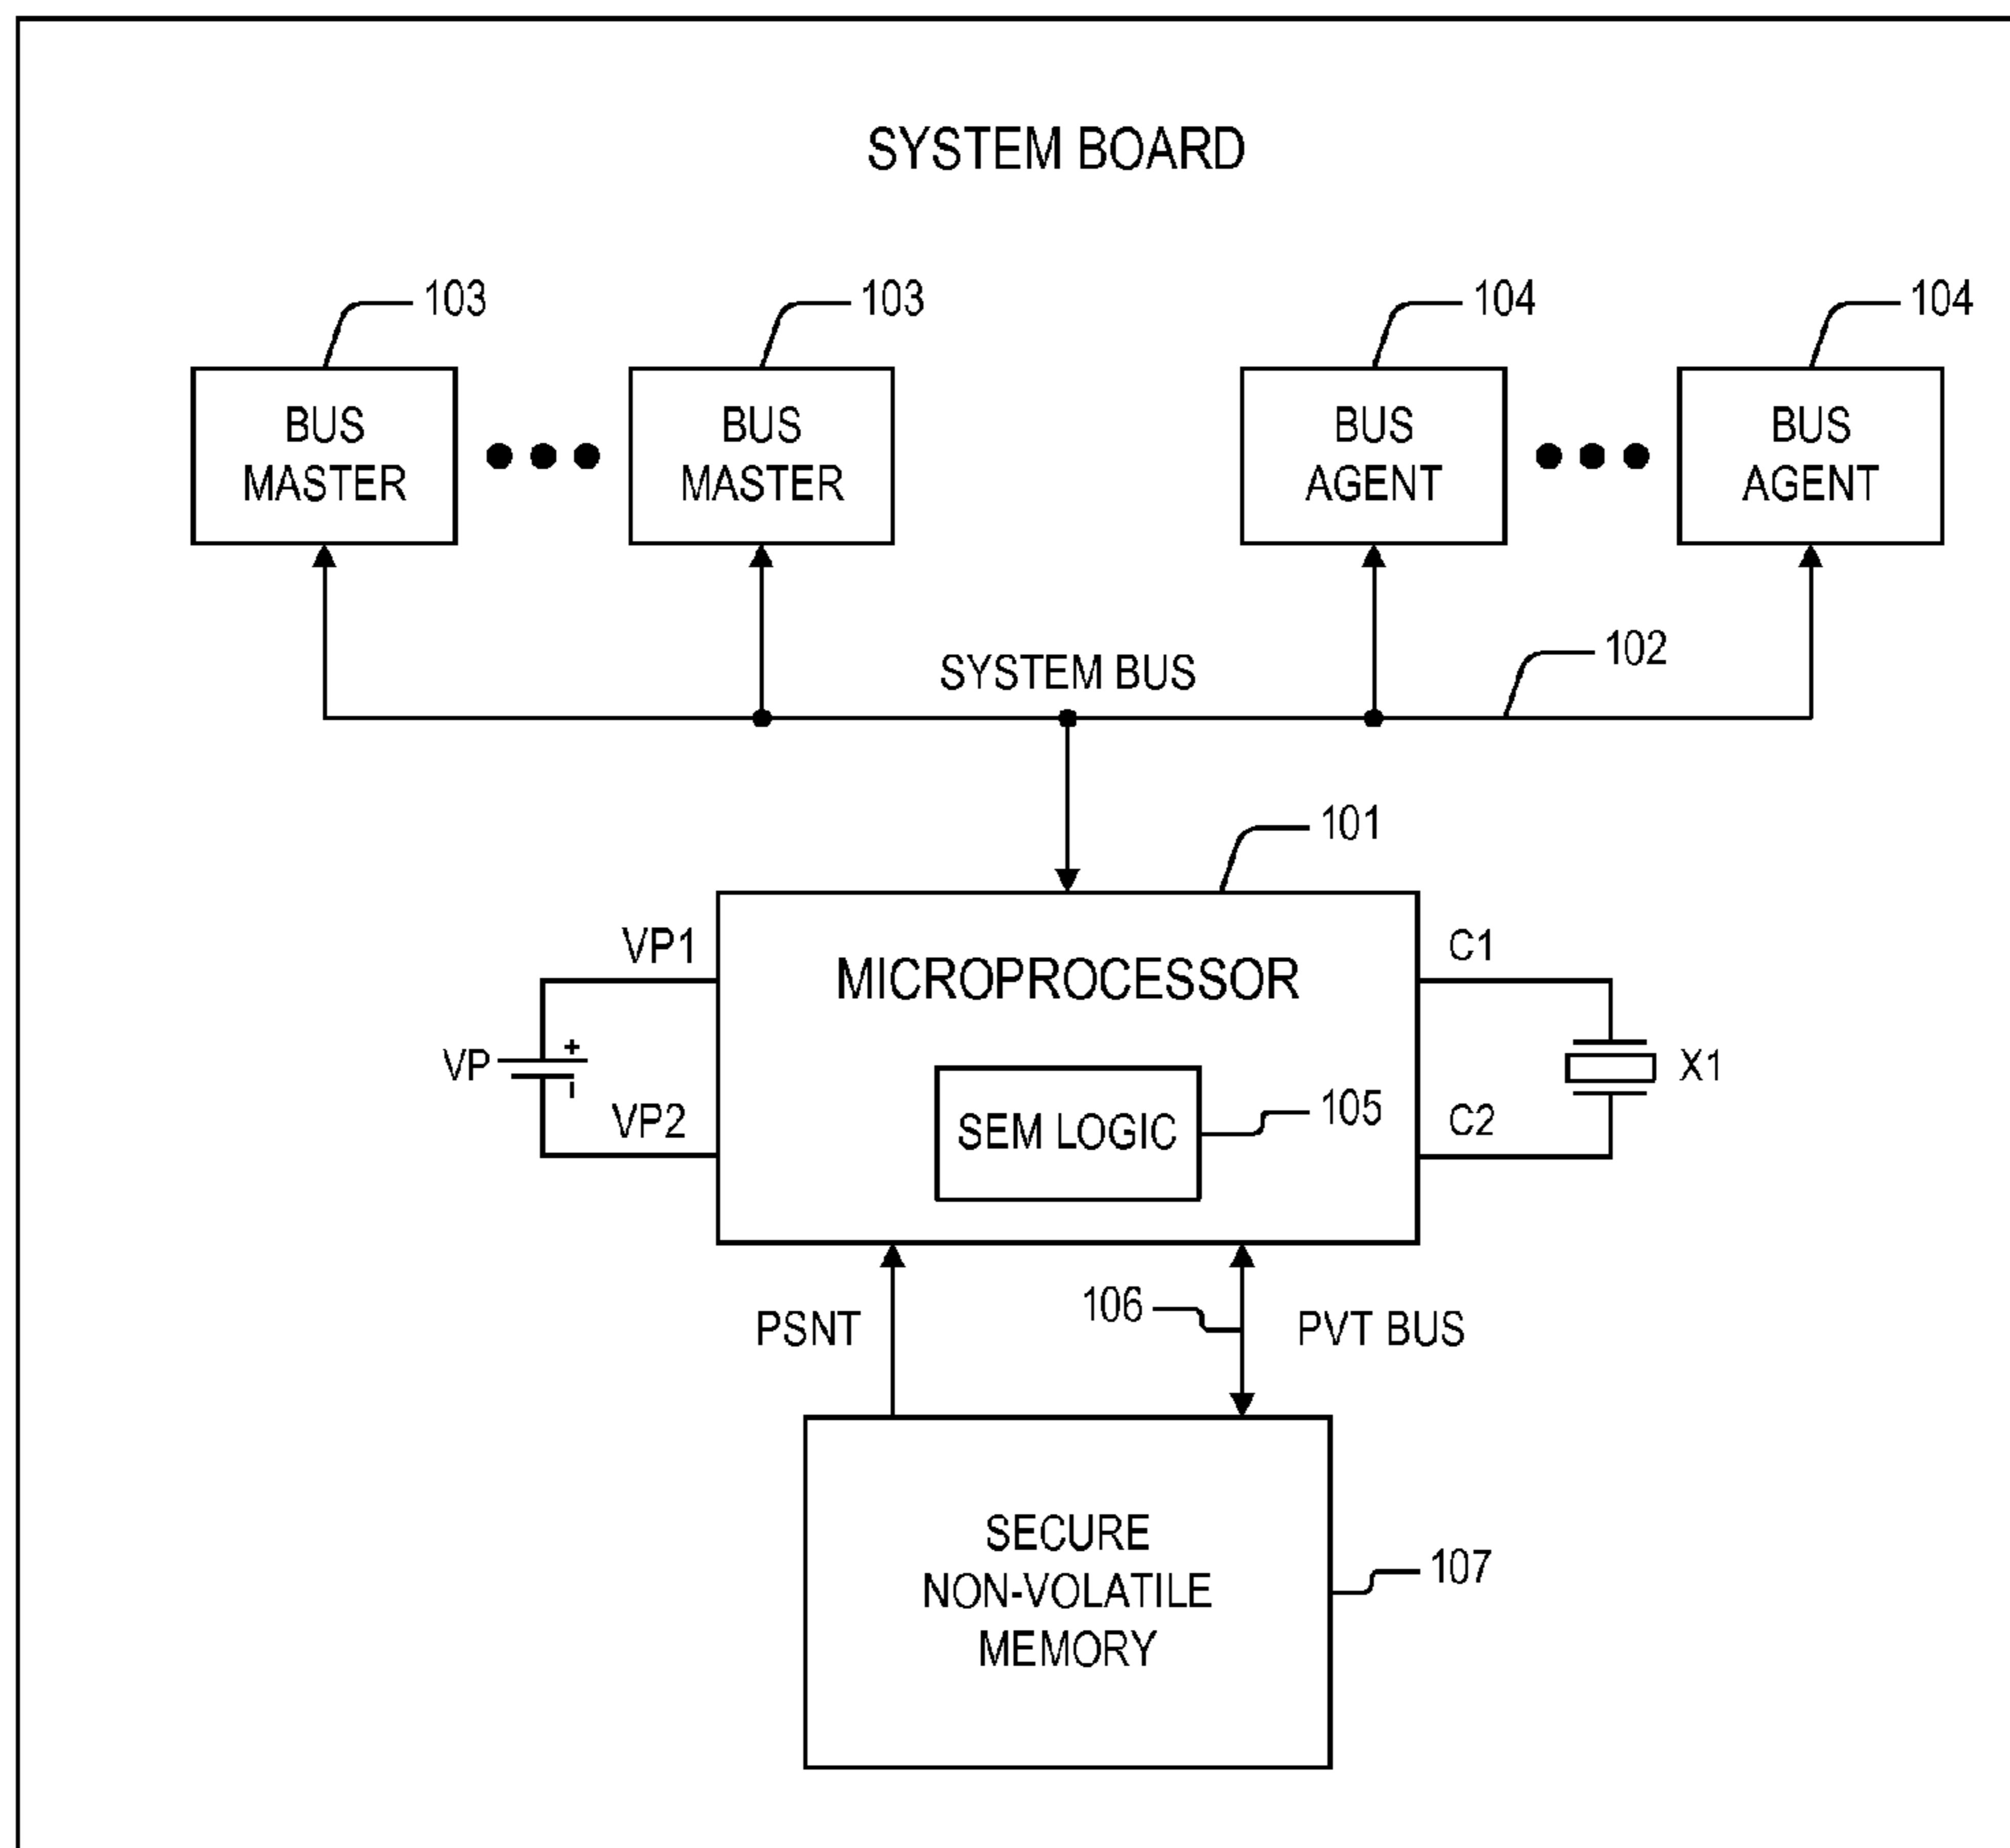 SYSTEM BOARD
103
103
104
104
BUS
MASTER
BUS
MASTER
BUS
AGENT
BUS
AGENT
SYSTEM BUS
102
101
VP1
MICROPROCESSOR
C1
VP
+
X1
SEM LOGIC
105
VP2
C2
PSNT
106
PVT BUS
SECURE
NON-VOLATILE
MEMORY
107